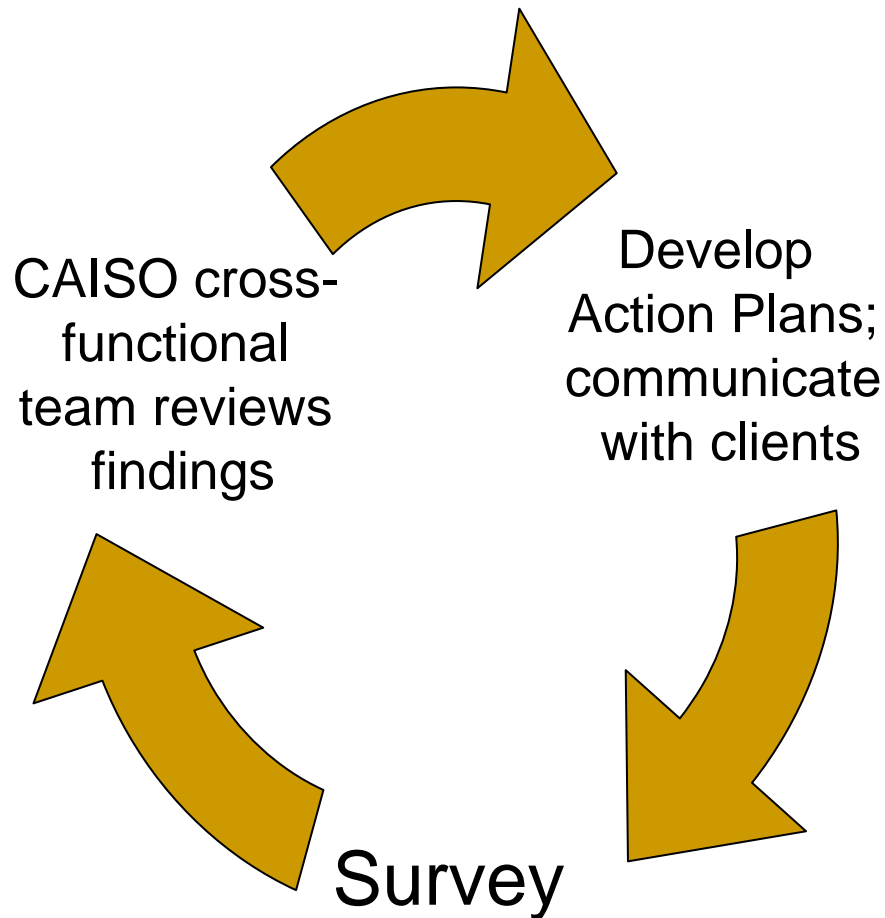 CAISO cross-
functional
team reviews
findings
Develop
Action Plans;
communicate
with clients
Survey